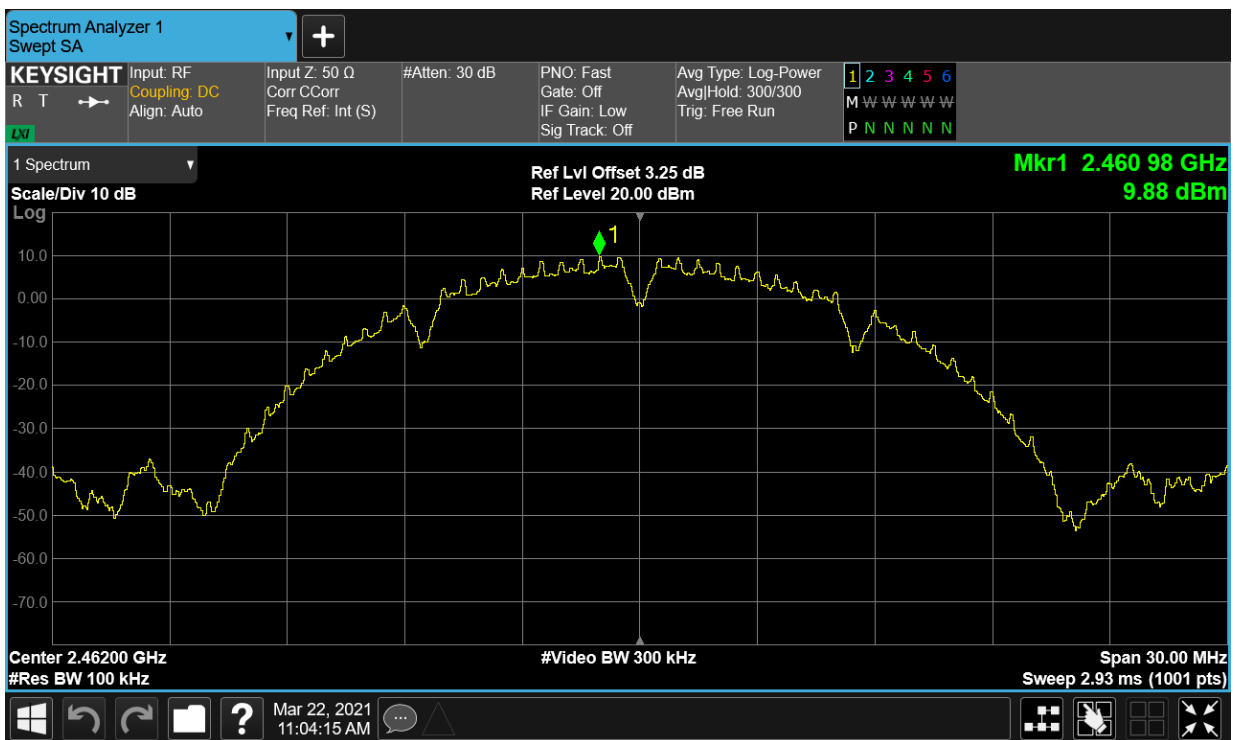 Spectrum Analyzer 1
Swept SA
KEYSIGHT
R T
LXI
Input: RF
Coupling: DC
Align: Auto
Input Z: 50 Ω
Corr CCorr
Freq Ref: Int (S)
#Atten: 30 dB
PNO: Fast
Gate: Off
IF Gain: Low
Sig Track: Off
Avg Type: Log-Power
Avg|Hold: 300/300
Trig: Free Run
1 2 3 4 5 6
M W W W W W
P N N N N N
1 Spectrum
Scale/Div 10 dB
Ref Lvl Offset 3.25 dB
Ref Level 20.00 dBm
Mkr1 2.460 98 GHz
9.88 dBm
Log
1
10.0
0.00
-10.0
-20.0
-30.0
-40.0
-50.0
-60.0
-70.0
Center 2.46200 GHz
#Res BW 100 kHz
#Video BW 300 kHz
Span 30.00 MHz
Sweep 2.93 ms (1001 pts)
?
Mar 22, 2021
11:04:15 AM